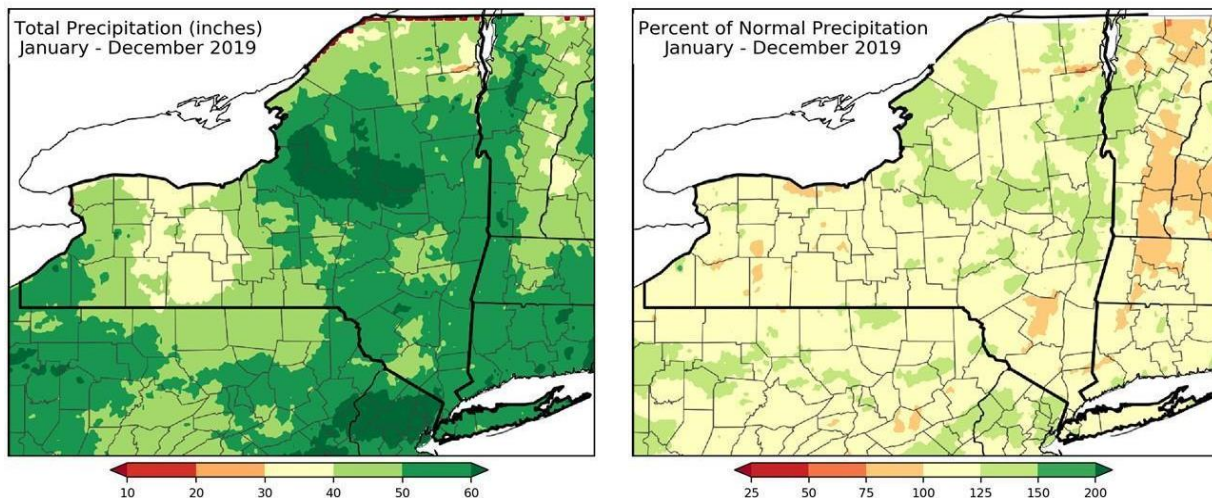 Total Precipitation (inches)
January - December 2019
10 20 30 40 50 60
Percent of Normal Precipitation
January - December 2019
25 50 75 100 125 150 200